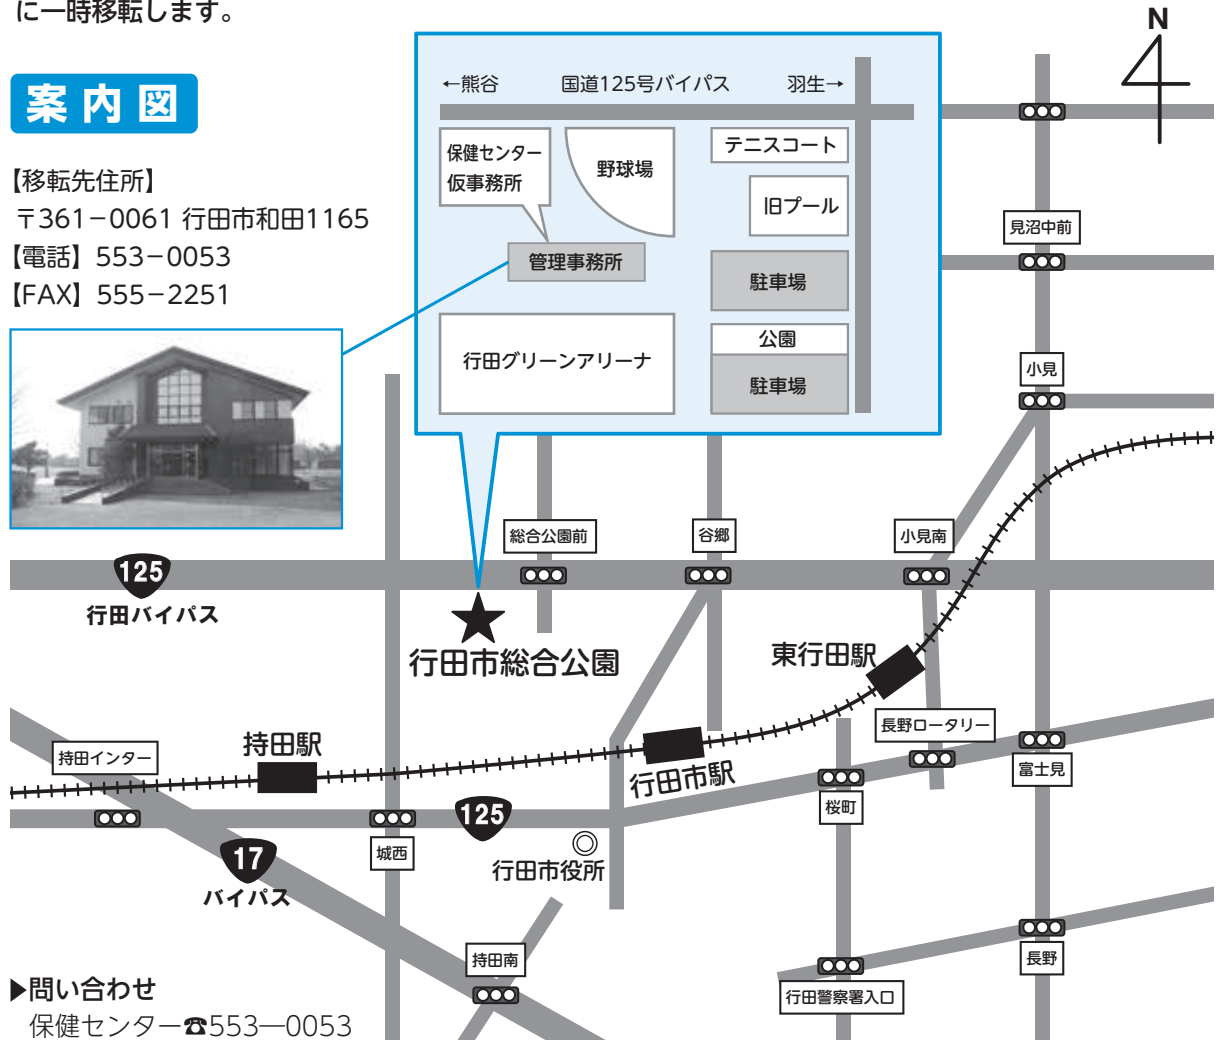 に一時移転します。
案内図
【移転先住所】
〒361−0061 行田市和田1165
【電話】553−0053
【FAX】555−2251
←熊谷 国道125号バイパス 羽生→
保健センター
仮事務所
野球場
テニスコート
旧プール
管理事務所
駐車場
行田グリーンアリーナ
公園
駐車場
N
見沼中前
小見
総合公園前
谷郷
小見南
125
行田バイパス
行田市総合公園
東行田駅
持田インター
持田駅
行田市駅
長野ロータリー
富士見
桜町
125
城西
17
バイパス
行田市役所
持田南
長野
行田警察署入口
▶問い合わせ
保健センター☎553―0053